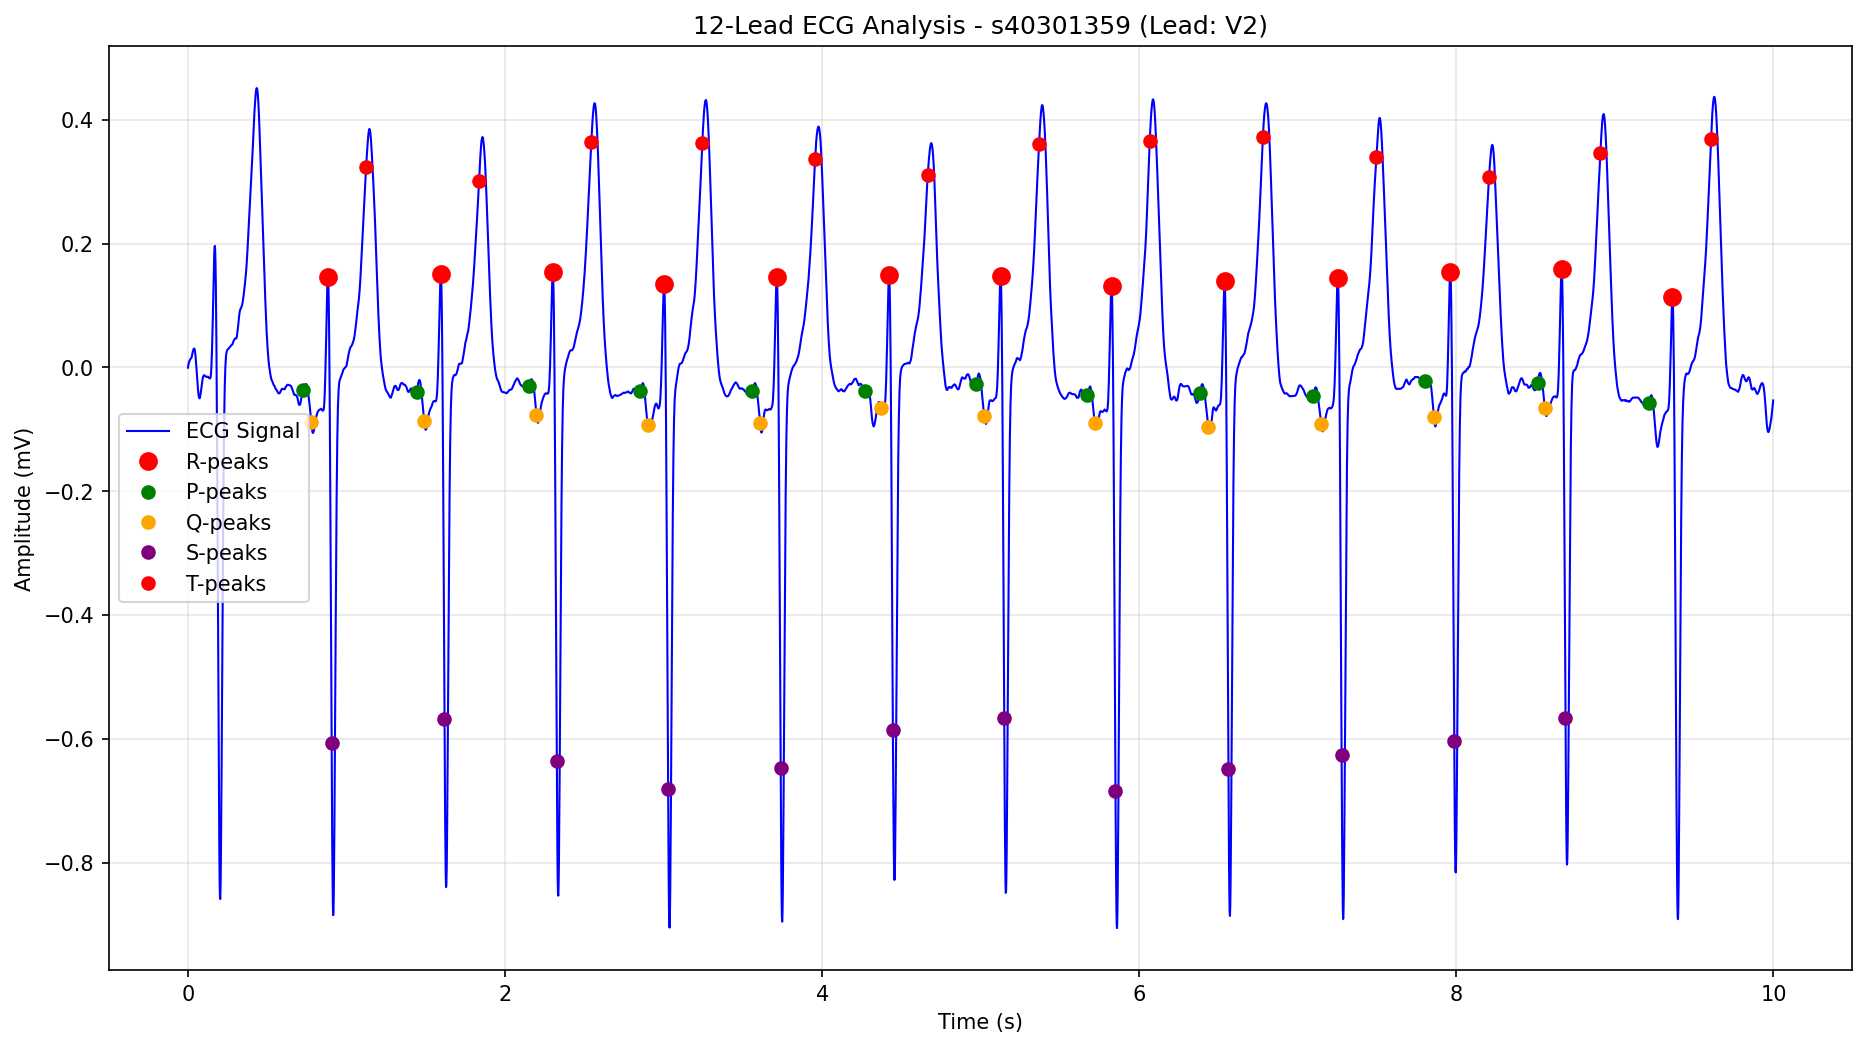 12-Lead ECG Analysis - s40301359 (Lead: V2)
Amplitude (mV)
0.4
0.2
0.0
−0.2
−0.4
−0.6
−0.8
ECG Signal
R-peaks
P-peaks
Q-peaks
S-peaks
T-peaks
0 2 4 6 8 10
Time (s)